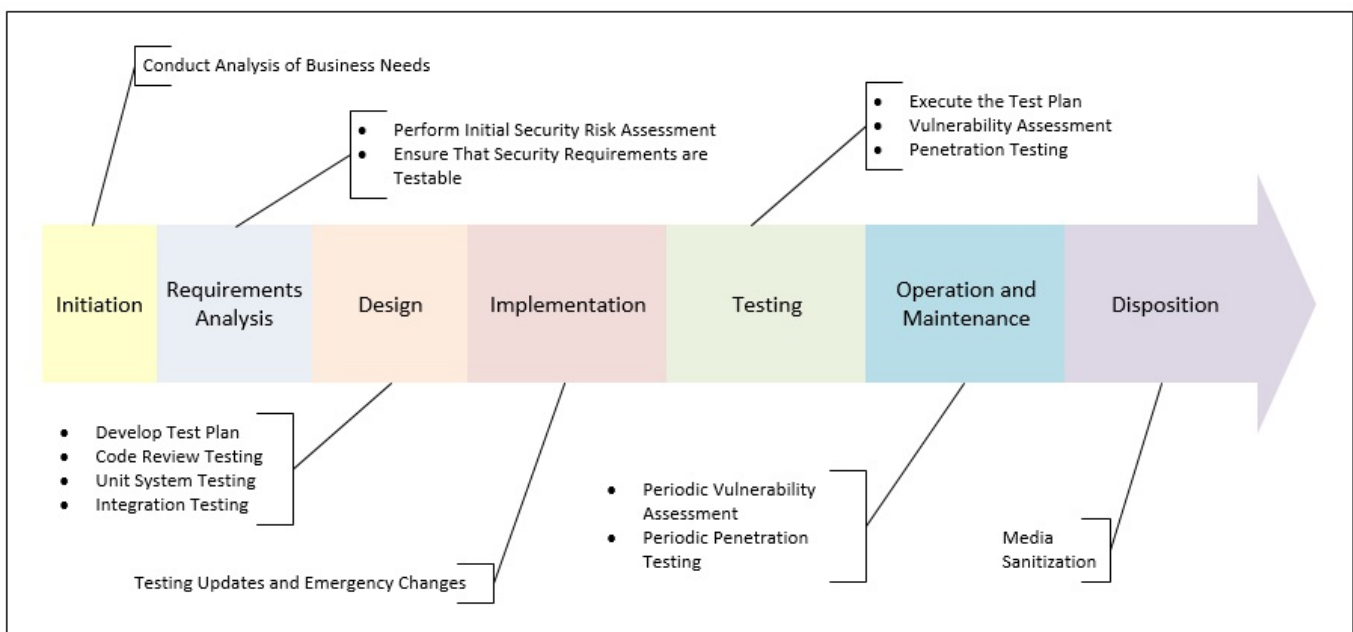 Conduct Analysis of Business Needs
• Perform Initial Security Risk Assessment
• Ensure That Security Requirements are
Testable
• Execute the Test Plan
• Vulnerability Assessment
• Penetration Testing
Initiation
Requirements
Analysis
Design
Implementation
Testing
Operation and
Maintenance
Disposition
• Develop Test Plan
• Code Review Testing
• Unit System Testing
• Integration Testing
Testing Updates and Emergency Changes
• Periodic Vulnerability
Assessment
• Periodic Penetration
Testing
Media
Sanitization